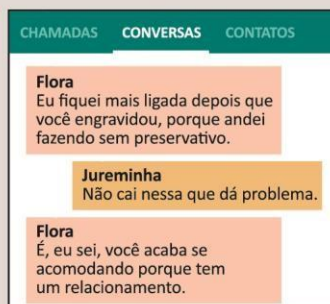 CHAMADAS CONVERSAS CONTATOS
Flora
Eu fiquei mais ligada depois que
você engravidou, porque andei
fazendo sem preservativo.
Jureminha
Não cai nessa que dá problema.
Flora
É, eu sei, você acaba se
acomodando porque tem
um relacionamento.